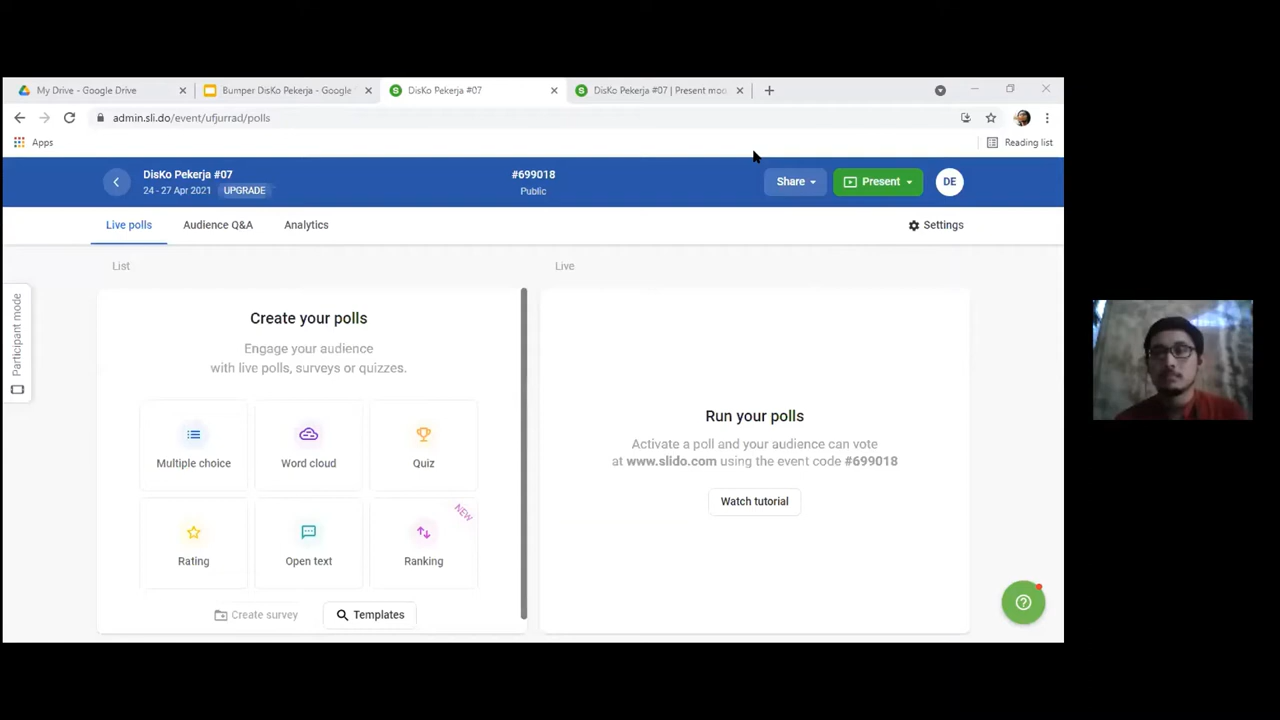 My Drive - Google Drive
Bumper DisKo Pekerja - Google
DisKo Pekerja #07
DisKo Pekerja #07 | Present mod
admin.sli.do/event/ufjurrad/polls
Apps
Reading list
DisKo Pekerja #07
24 - 27 Apr 2021 UPGRADE
#699018
Public
Share
Present
DE
Live polls
Audience Q&A
Analytics
Settings
Participant mode
List
Create your polls
Engage your audience
with live polls, surveys or quizzes.
Multiple choice
Word cloud
Quiz
Rating
Open text
NEW
Ranking
Create survey
Templates
Live
Run your polls
Activate a poll and your audience can vote
at www.slido.com using the event code #699018
Watch tutorial